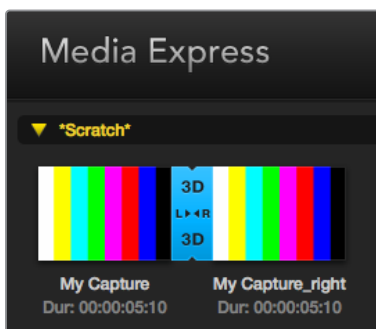 Media Express
*Scratch*
3D
L R
3D
My Capture My Capture_right
Dur: 00:00:05:10 Dur: 00:00:05:10